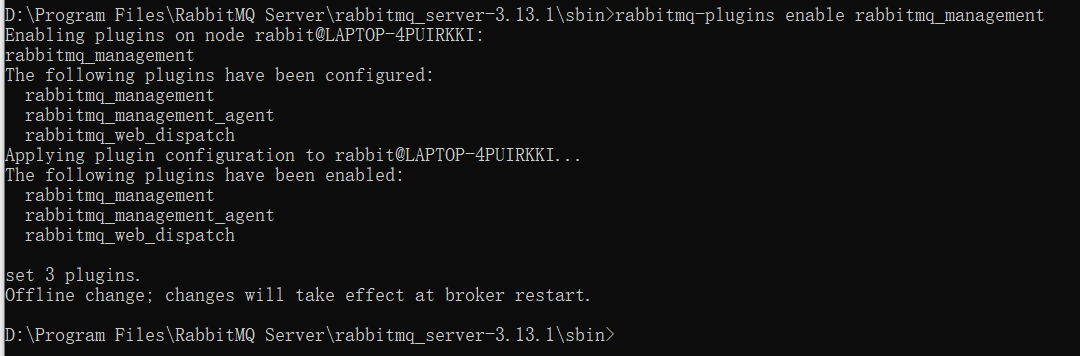 D:\Program Files\RabbitMQ Server\rabbitmq_server-3.13.1\sbin>rabbitmq-plugins enable rabbitmq_management
Enabling plugins on node rabbit@LAPTOP-4PUIRKKI:
rabbitmq_management
The following plugins have been configured:
  rabbitmq_management
  rabbitmq_management_agent
  rabbitmq_web_dispatch
Applying plugin configuration to rabbit@LAPTOP-4PUIRKKI...
The following plugins have been enabled:
  rabbitmq_management
  rabbitmq_management_agent
  rabbitmq_web_dispatch
set 3 plugins.
Offline change; changes will take effect at broker restart.
D:\Program Files\RabbitMQ Server\rabbitmq_server-3.13.1\sbin>